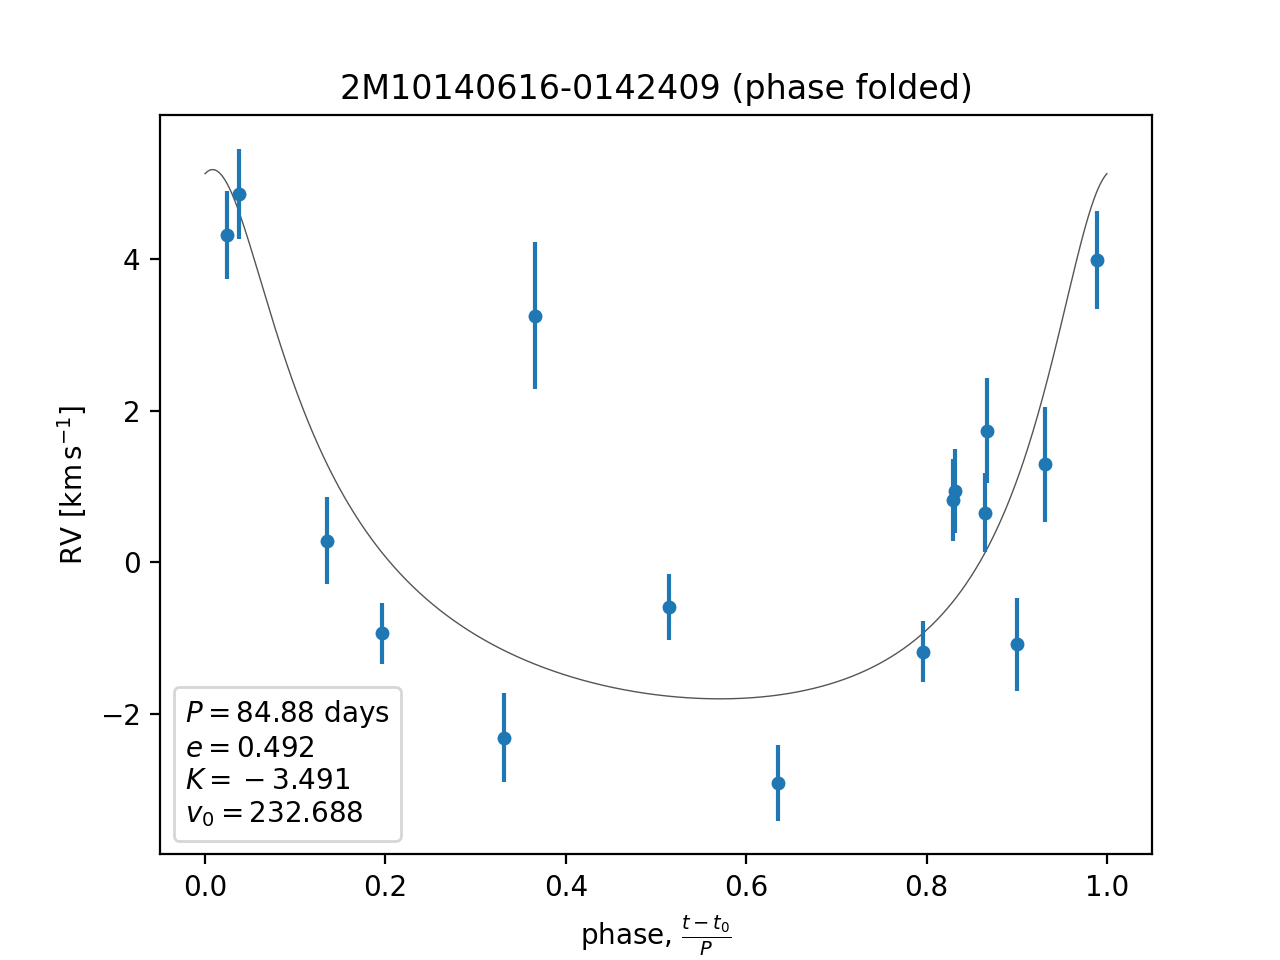 2M10140616-0142409 (phase folded)
RV [km s⁻¹]
4
2
0
−2
P = 84.88 days
e = 0.492
K = −3.491
v₀ = 232.688
0.0 0.2 0.4 0.6 0.8 1.0
phase, (t − t₀)/P